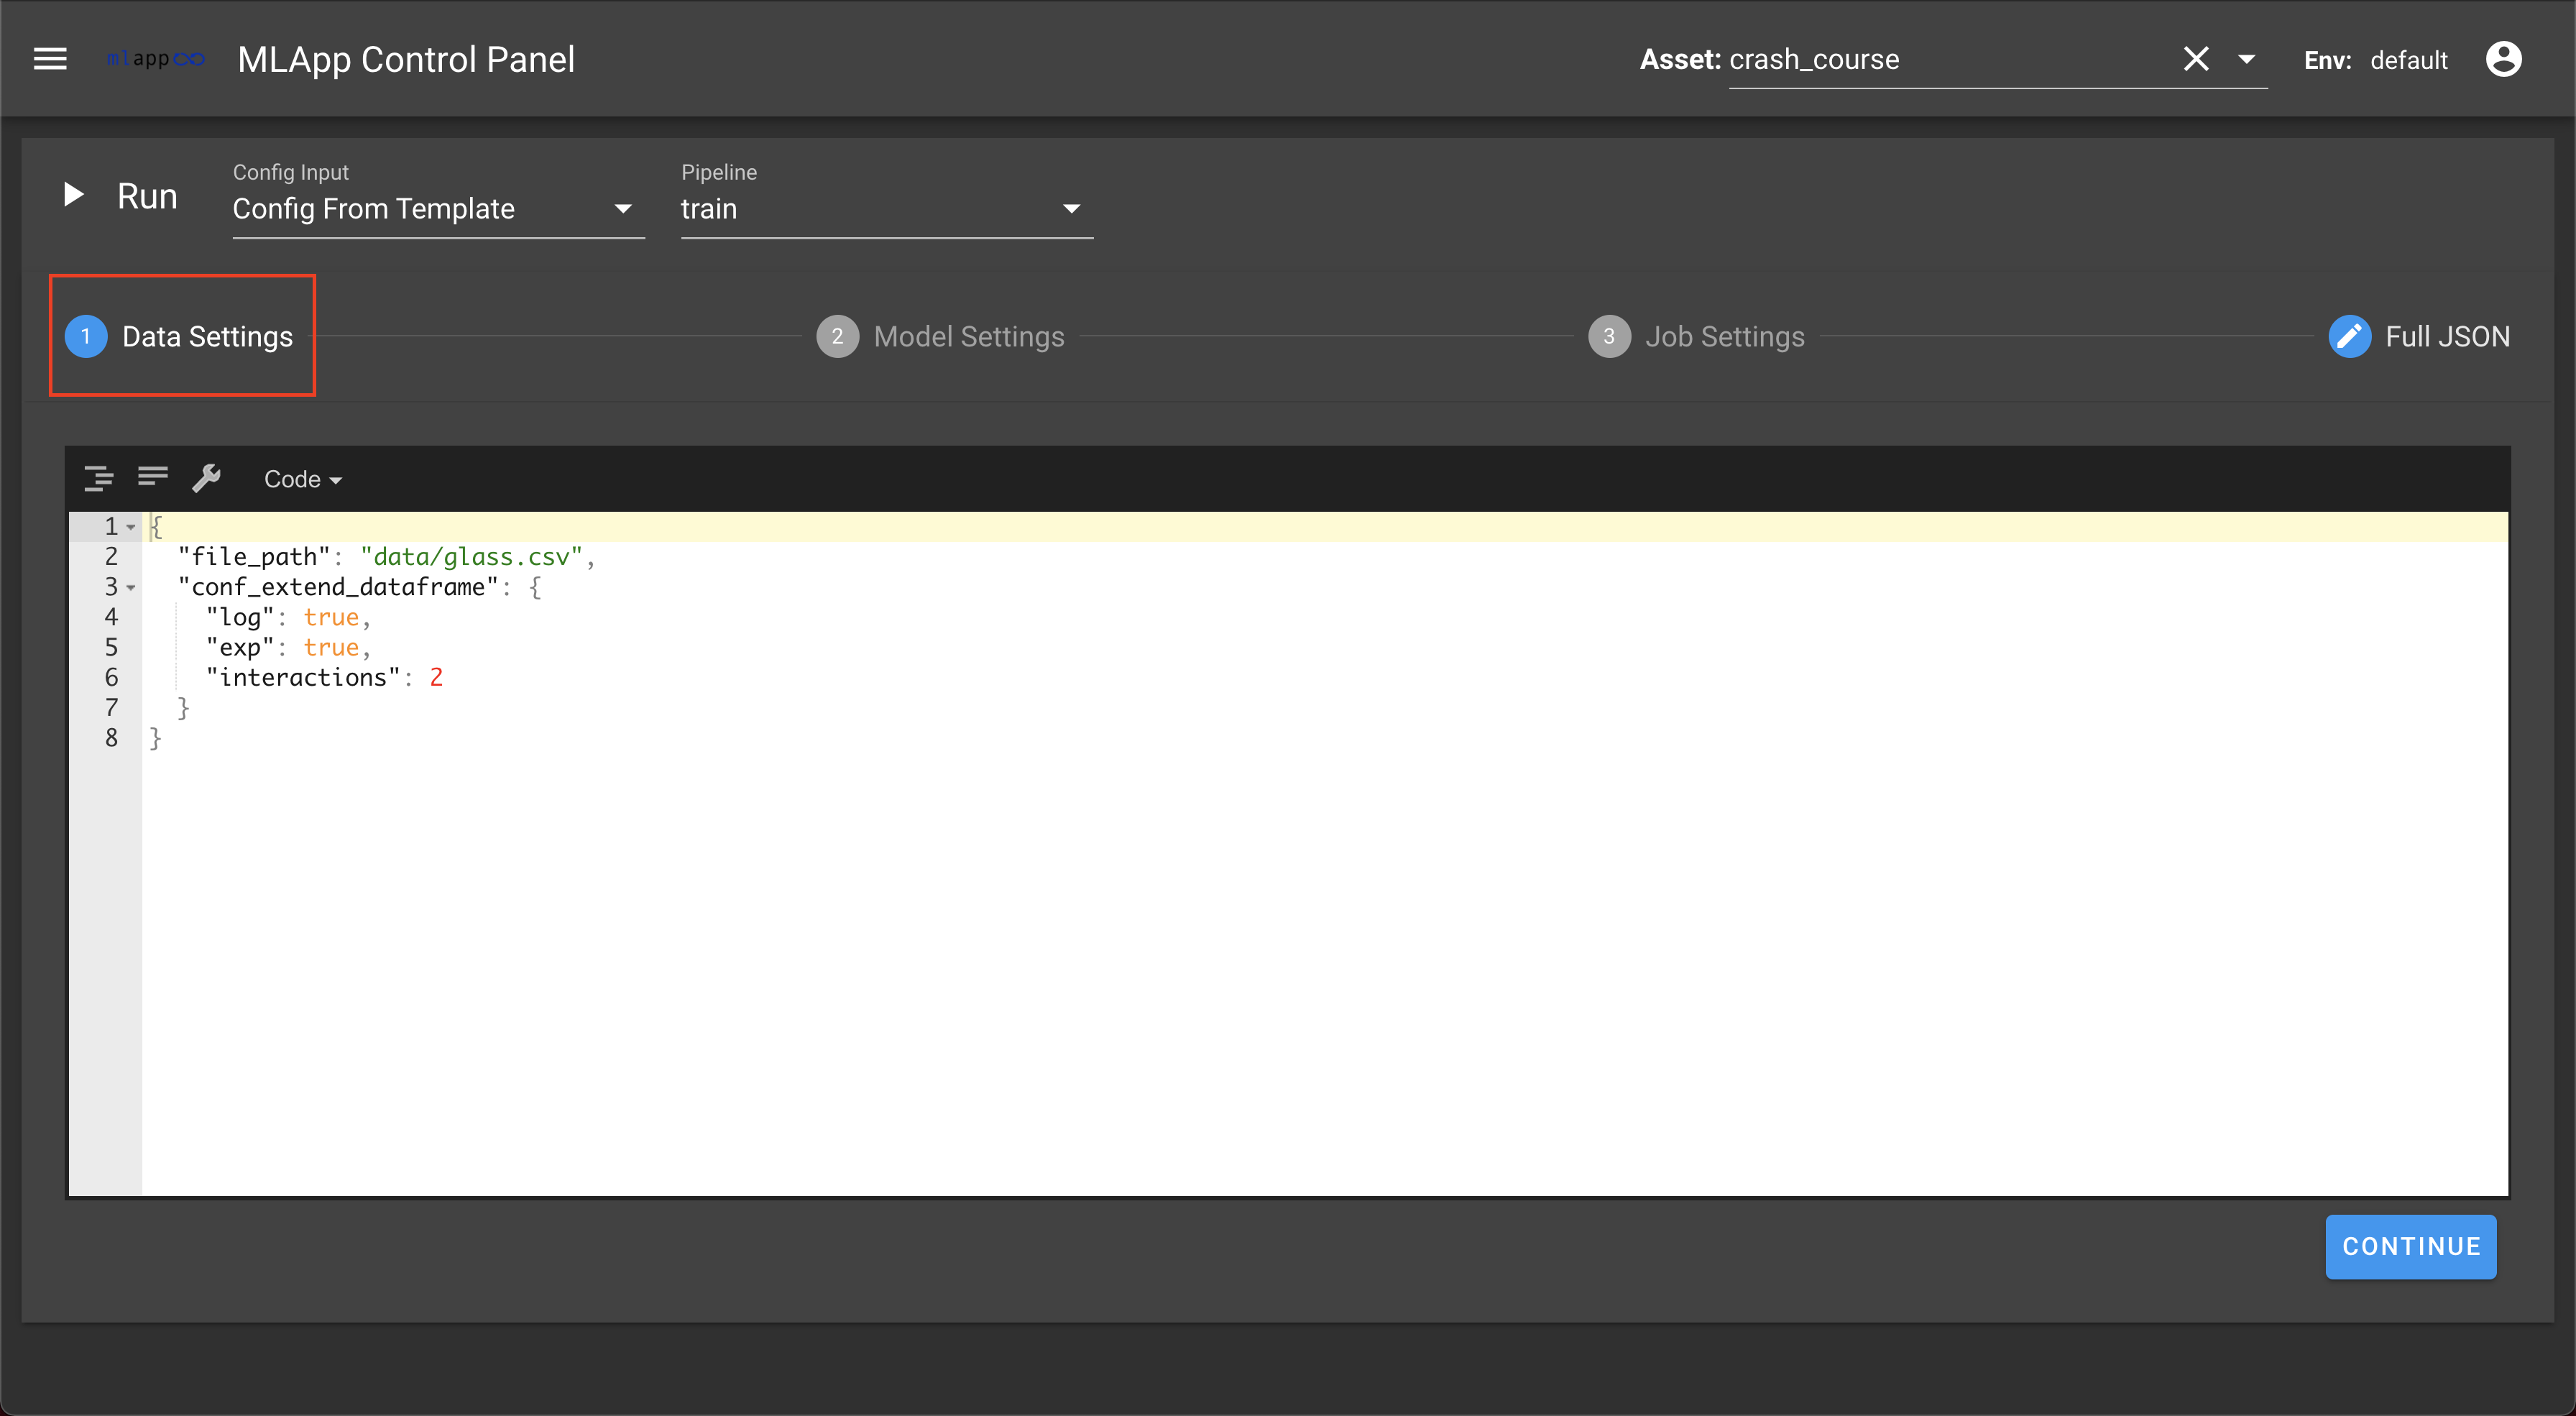 mlapp MLApp Control Panel Asset: crash_course Env: default
Config Input Pipeline
Run Config From Template train
1 Data Settings 2 Model Settings 3 Job Settings Full JSON
Code
1 {
2   "file_path": "data/glass.csv",
3   "conf_extend_dataframe": {
4     "log": true,
5     "exp": true,
6     "interactions": 2
7   }
8 }
CONTINUE